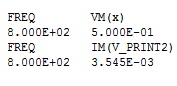 FREQ VM(x)
8.000E+02 5.000E-01
FREQ IM(V_PRINT2)
8.000E+02 3.545E-03